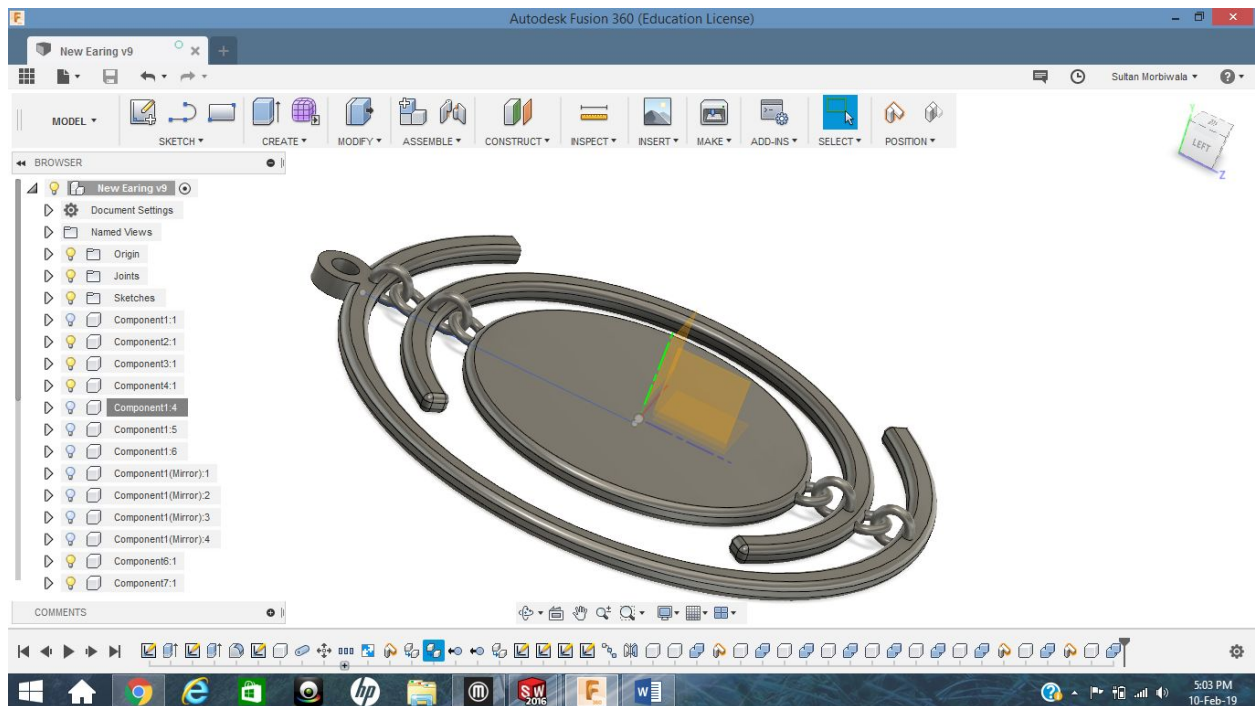 Autodesk Fusion 360 (Education License)
New Earing v9
Sultan Morbiwala
MODEL
SKETCH
CREATE
MODIFY
ASSEMBLE
CONSTRUCT
INSPECT
INSERT
MAKE
ADD-INS
SELECT
POSITION
Y
LEFT
Z
BROWSER
New Earing v9
Document Settings
Named Views
Origin
Joints
Sketches
Component1:1
Component2:1
Component3:1
Component4:1
Component1:4
Component1:5
Component1:6
Component1(Mirror):1
Component1(Mirror):2
Component1(Mirror):3
Component1(Mirror):4
Component6:1
Component7:1
COMMENTS
SW
2016
5:03 PM
10-Feb-19